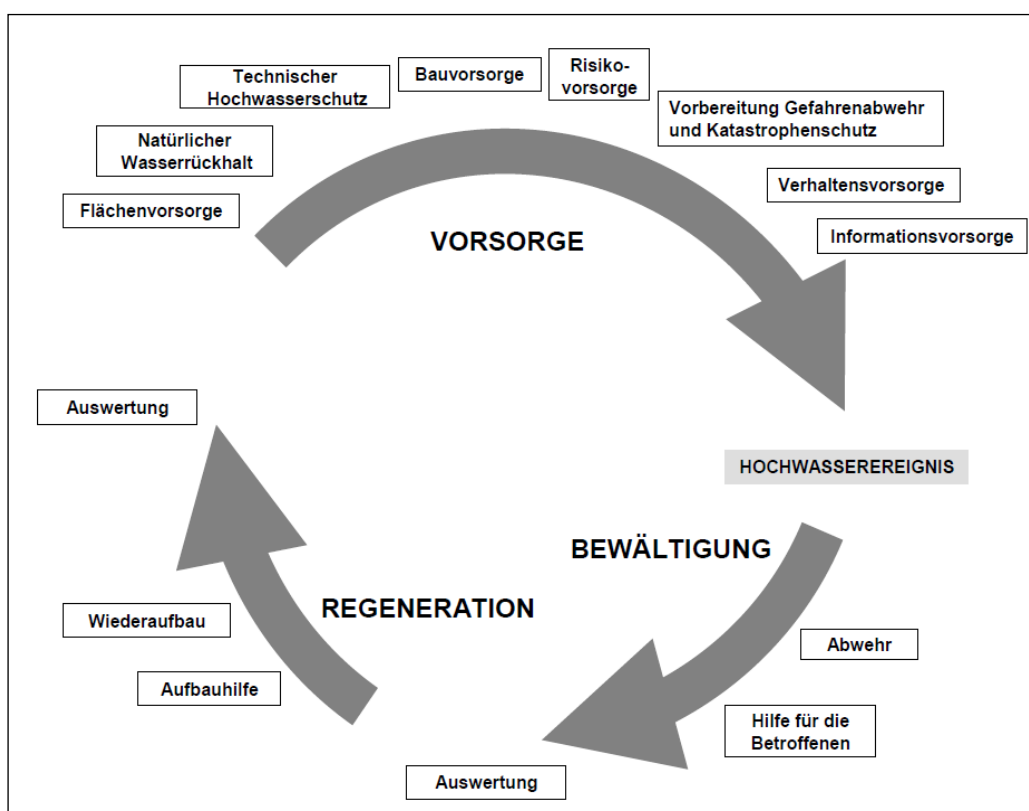 Technischer
Hochwasserschutz
Bauvorsorge
Risiko-
vorsorge
Vorbereitung Gefahrenabwehr
und Katastrophenschutz
Natürlicher
Wasserrückhalt
Verhaltensvorsorge
Flächenvorsorge
Informationsvorsorge
VORSORGE
Auswertung
HOCHWASSEREREIGNIS
BEWÄLTIGUNG
REGENERATION
Wiederaufbau
Abwehr
Aufbauhilfe
Hilfe für die
Betroffenen
Auswertung